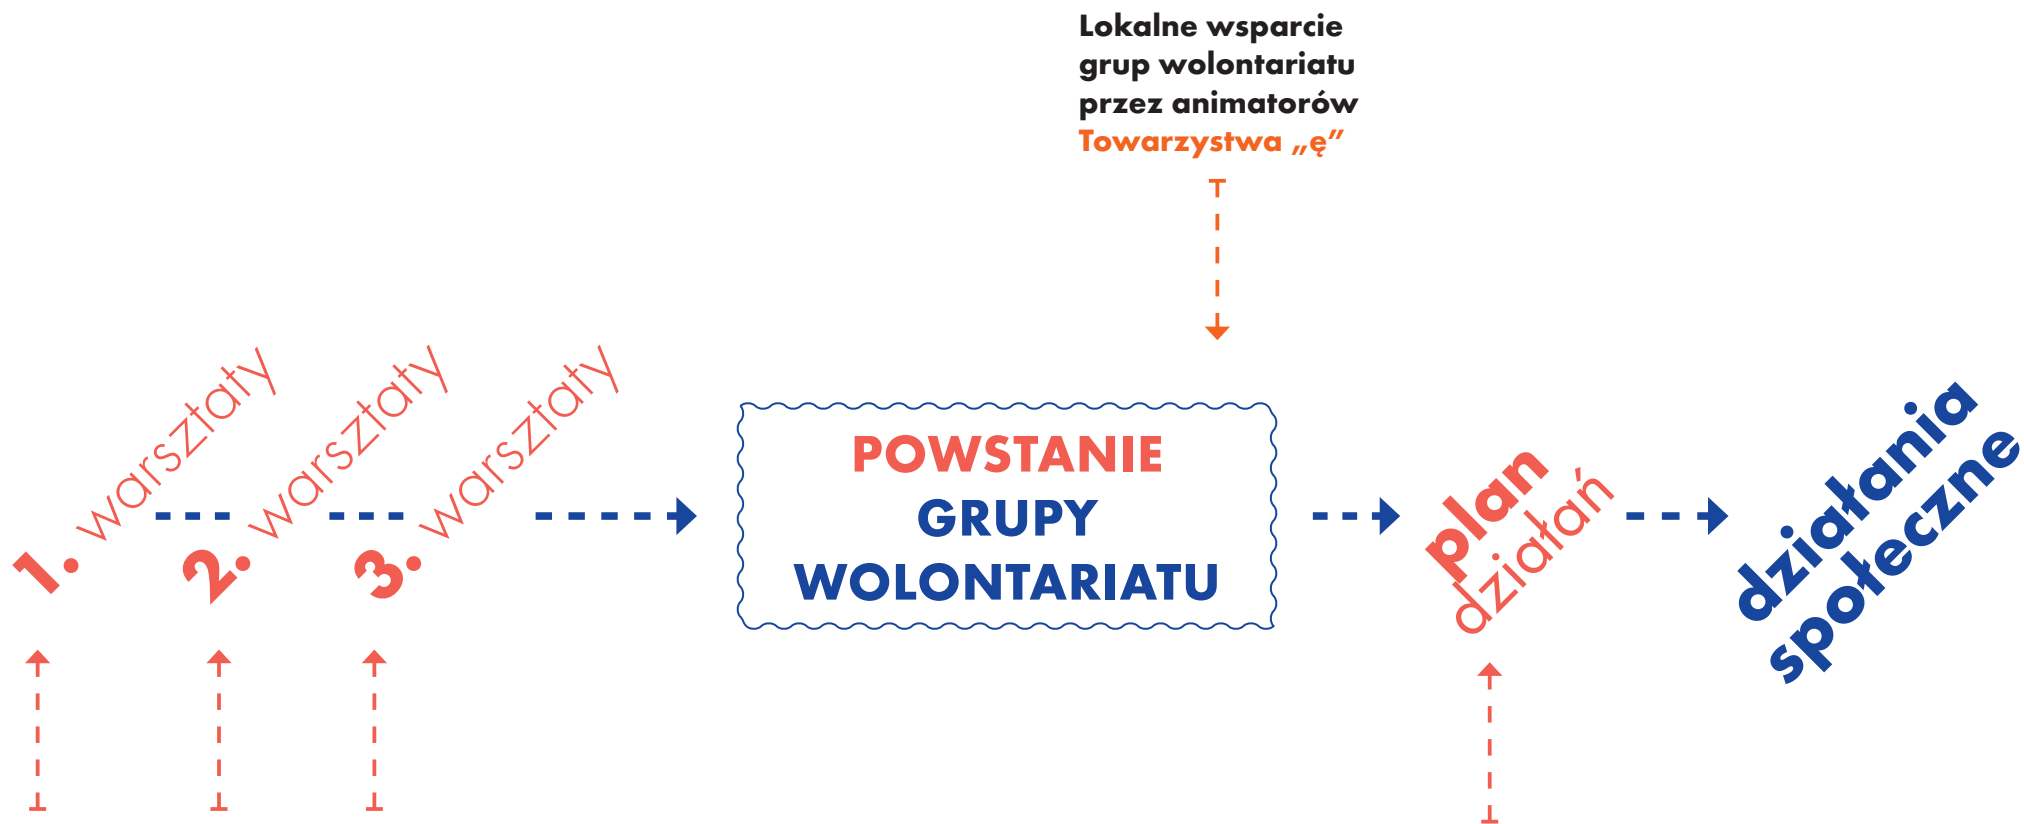 Lokalne wsparcie
grup wolontariatu
przez animatorów
Towarzystwa „ę”
1. warsztaty
2. warsztaty
3. warsztaty
POWSTANIE
GRUPY
WOLONTARIATU
plan
działań
działania
społeczne